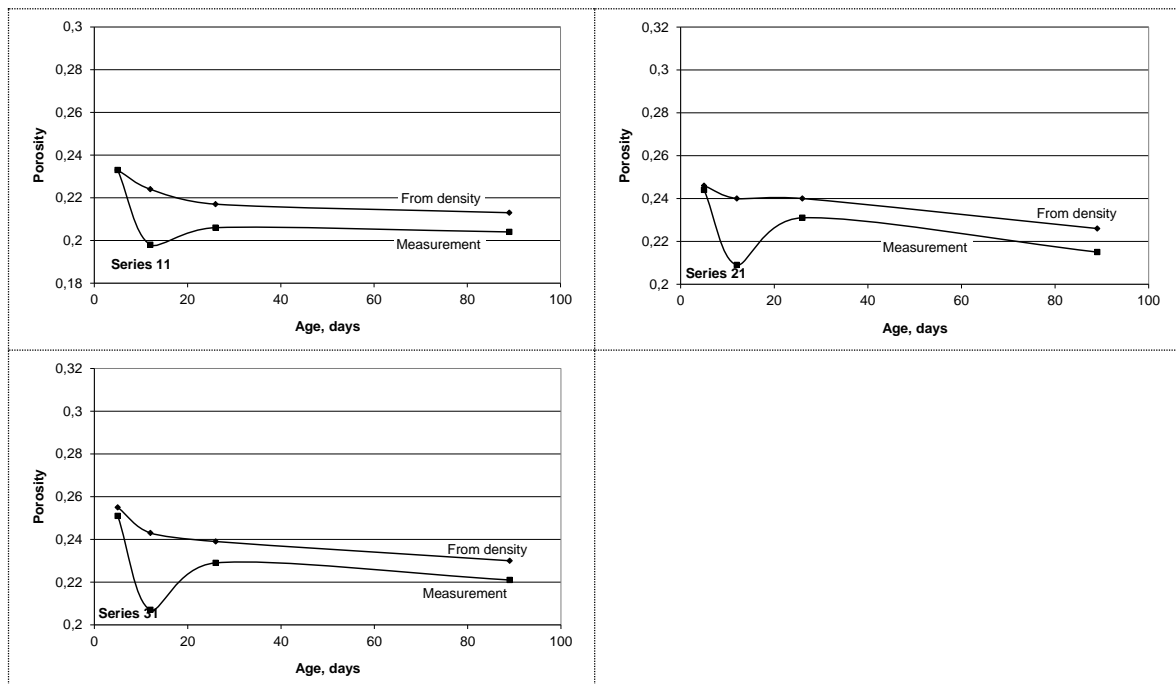 0,3
0,28
0,26
0,24
0,22
0,2
0,18
Porosity
From density
Measurement
Series 11
0 20 40 60 80 100
Age, days
0,32
0,3
0,28
0,26
0,24
0,22
0,2
Porosity
From density
Measurement
Series 21
0 20 40 60 80 100
Age, days
0,32
0,3
0,28
0,26
0,24
0,22
0,2
Porosity
From density
Measurement
Series 31
0 20 40 60 80 100
Age, days